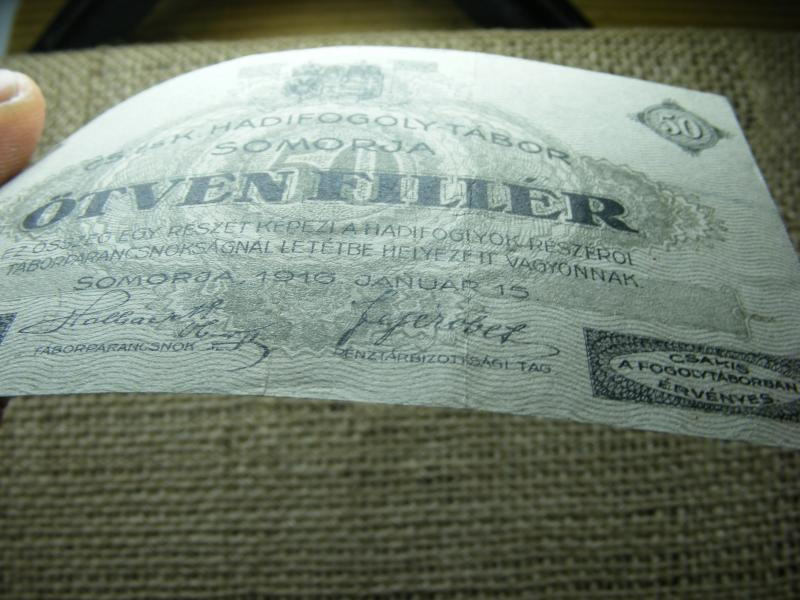 CS. és K. HADIFOGOLY-TÁBOR
SOMORJA
50
50
ÖTVEN FILLÉR
EZ ÖSSZEG EGY RÉSZÉT KÉPEZI A HADIFOGLYOK RÉSZÉRŐL
TÁBORPARANCSNOKSÁGNÁL LETÉTBE HELYEZETT VAGYONNAK.
SOMORJA, 1916 JANUÁR 15.
TÁBORPARANCSNOK
PÉNZTÁRBIZOTTSÁGI TAG
CSAKIS
A FOGOLYTÁBORBAN
ÉRVÉNYES